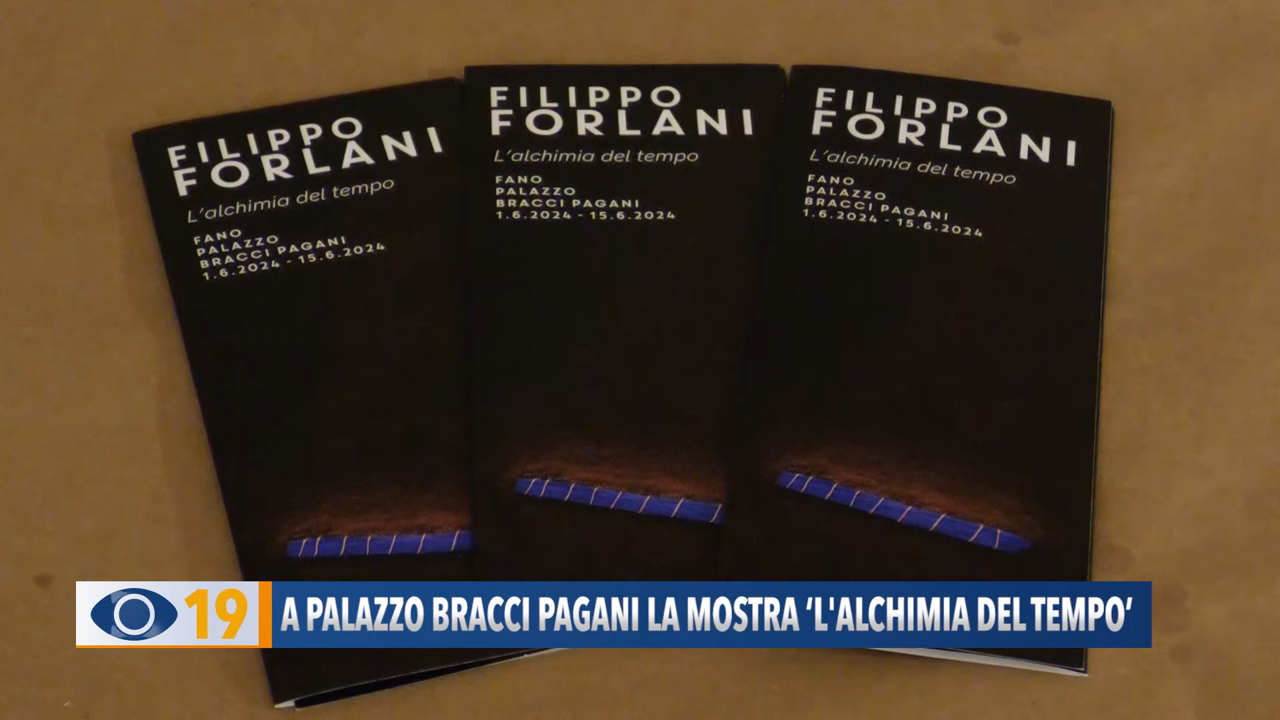 FILIPPO
FORLANI
L'alchimia del tempo
FANO
PALAZZO
BRACCI PAGANI
1.6.2024 - 15.6.2024
FILIPPO
FORLANI
L'alchimia del tempo
FANO
PALAZZO
BRACCI PAGANI
1.6.2024 - 15.6.2024
FILIPPO
FORLANI
L'alchimia del tempo
FANO
PALAZZO
BRACCI PAGANI
1.6.2024 - 15.6.2024
19 A PALAZZO BRACCI PAGANI LA MOSTRA ‘L'ALCHIMIA DEL TEMPO‘